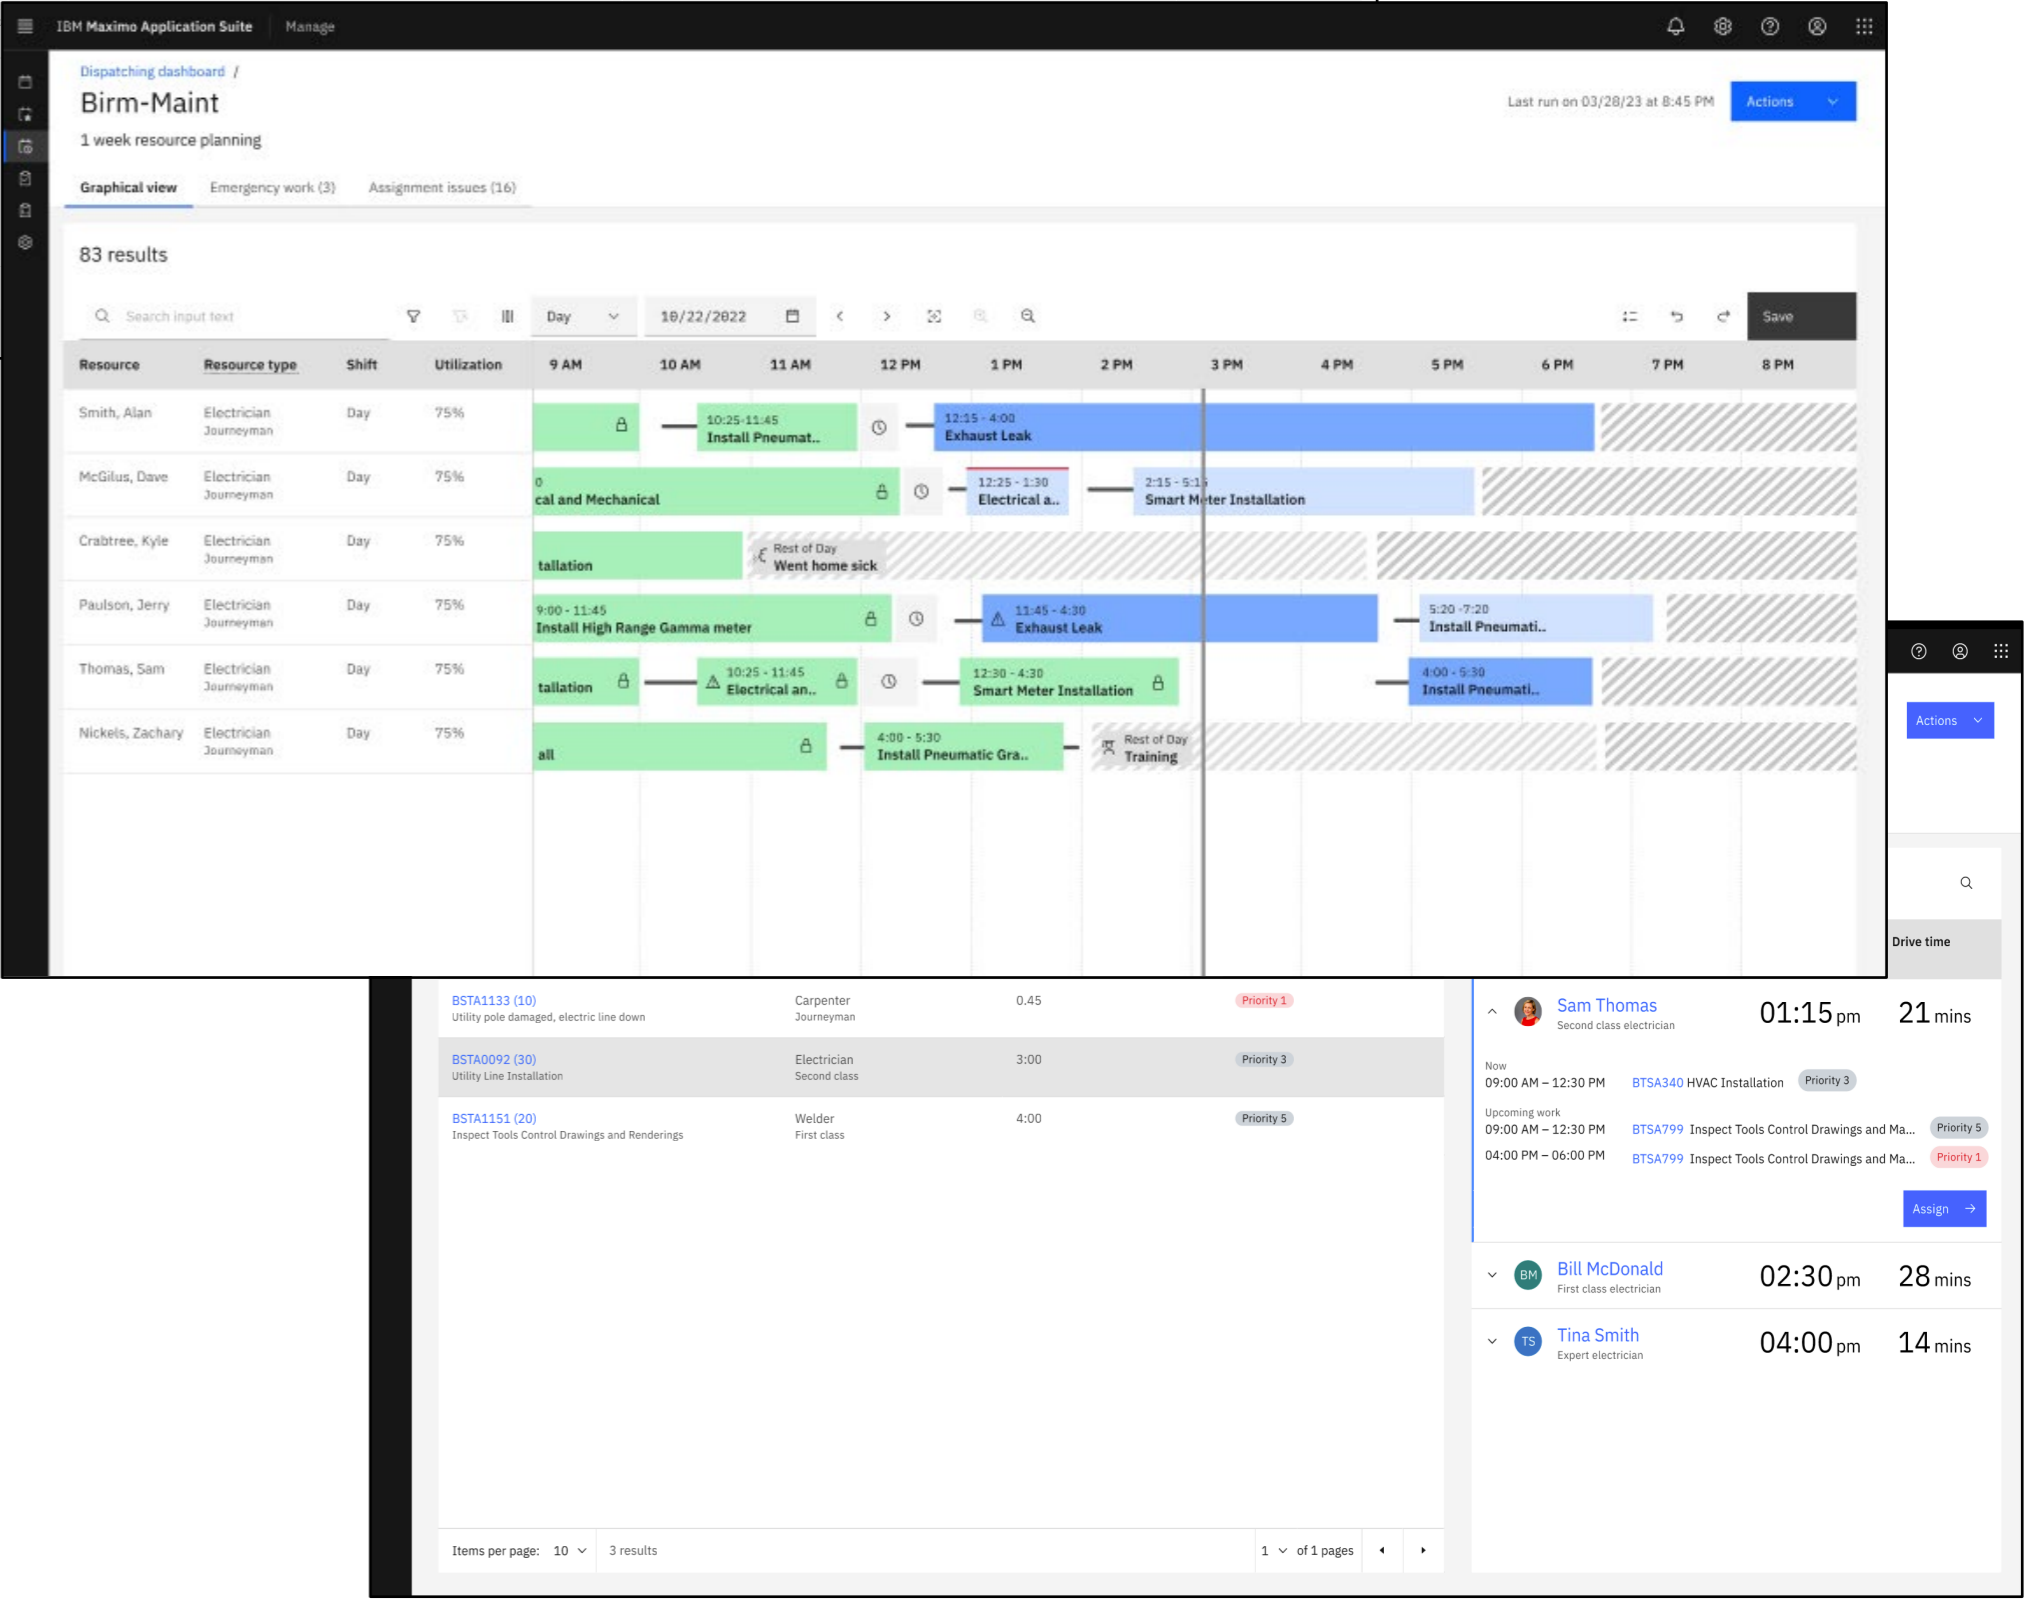 IBM Maximo Application Suite Manage
Dispatching dashboard /
Birm-Maint
Last run on 03/28/23 at 8:45 PM Actions
1 week resource planning
Graphical view Emergency work (3) Assignment issues (16)
83 results
Search input text Day 10/22/2022 Save
Resource Resource type Shift Utilization 9 AM 10 AM 11 AM 12 PM 1 PM 2 PM 3 PM 4 PM 5 PM 6 PM 7 PM 8 PM
Smith, Alan Electrician Day 75% 10:25-11:45 12:15 - 4:00
Journeyman Install Pneumat.. Exhaust Leak
McGilus, Dave Electrician Day 75% 0 12:25 - 1:30 2:15 - 5:15
Journeyman cal and Mechanical Electrical a.. Smart Meter Installation
Crabtree, Kyle Electrician Day 75% Rest of Day
Journeyman tallation Went home sick
Paulson, Jerry Electrician Day 75% 9:00 - 11:45 11:45 - 4:30 5:20 -7:20
Journeyman Install High Range Gamma meter Exhaust Leak Install Pneumati..
Thomas, Sam Electrician Day 75% 10:25 - 11:45 12:30 - 4:30 4:00 - 5:30
Journeyman tallation Electrical an.. Smart Meter Installation Install Pneumati..
Nickels, Zachary Electrician Day 75% 4:00 - 5:30 Rest of Day
Journeyman all Install Pneumatic Gra.. Training
Actions
Drive time
BSTA1133 (10) Carpenter 0.45 Priority 1
Utility pole damaged, electric line down Journeyman
BSTA0092 (30) Electrician 3:00 Priority 3
Utility Line Installation Second class
BSTA1151 (20) Welder 4:00 Priority 5
Inspect Tools Control Drawings and Renderings First class
Items per page: 10 3 results 1 of 1 pages
Sam Thomas 01:15 pm 21 mins
Second class electrician
Now
09:00 AM – 12:30 PM BTSA340 HVAC Installation Priority 3
Upcoming work
09:00 AM – 12:30 PM BTSA799 Inspect Tools Control Drawings and Ma... Priority 5
04:00 PM – 06:00 PM BTSA799 Inspect Tools Control Drawings and Ma... Priority 1
Assign
BM Bill McDonald 02:30 pm 28 mins
First class electrician
TS Tina Smith 04:00 pm 14 mins
Expert electrician